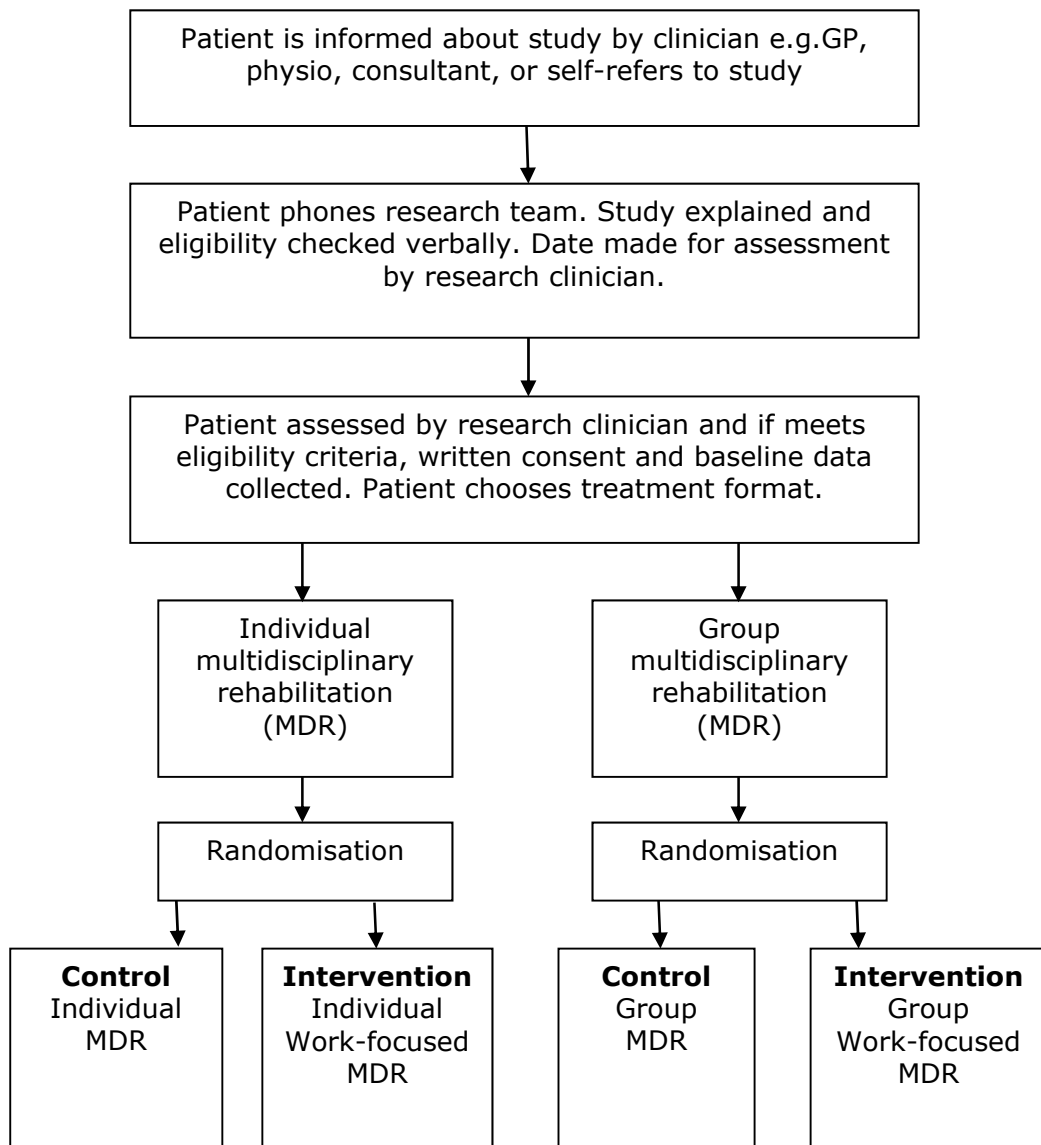 Patient is informed about study by clinician e.g.GP,
physio, consultant, or self-refers to study
Patient phones research team. Study explained and
eligibility checked verbally. Date made for assessment
by research clinician.
Patient assessed by research clinician and if meets
eligibility criteria, written consent and baseline data
collected. Patient chooses treatment format.
Individual
multidisciplinary
rehabilitation
(MDR)
Group
multidisciplinary
rehabilitation
(MDR)
Randomisation
Randomisation
Control
Individual
MDR
Intervention
Individual
Work-focused
MDR
Control
Group
MDR
Intervention
Group
Work-focused
MDR